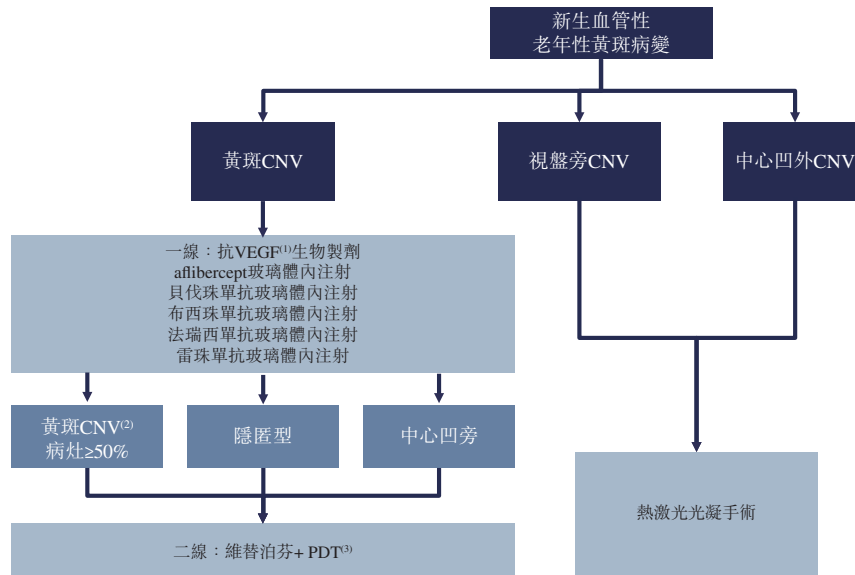 新生血管性
老年性黃斑病變
黃斑CNV
視盤旁CNV
中心凹外CNV
一線：抗VEGF(1)生物製劑
aflibercept玻璃體內注射
貝伐珠單抗玻璃體內注射
布西珠單抗玻璃體內注射
法瑞西單抗玻璃體內注射
雷珠單抗玻璃體內注射
黃斑CNV(2)
病灶≥50%
隱匿型
中心凹旁
熱激光光凝手術
二線：維替泊芬+ PDT(3)